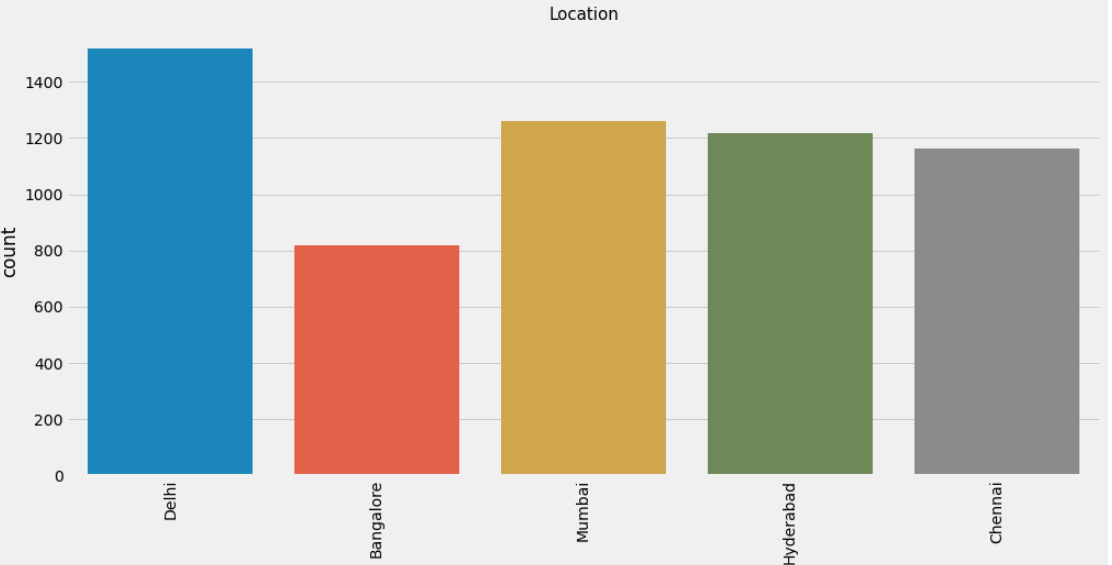 Location
count
1400
1200
1000
800
600
400
200
0
Delhi
Bangalore
Mumbai
Hyderabad
Chennai